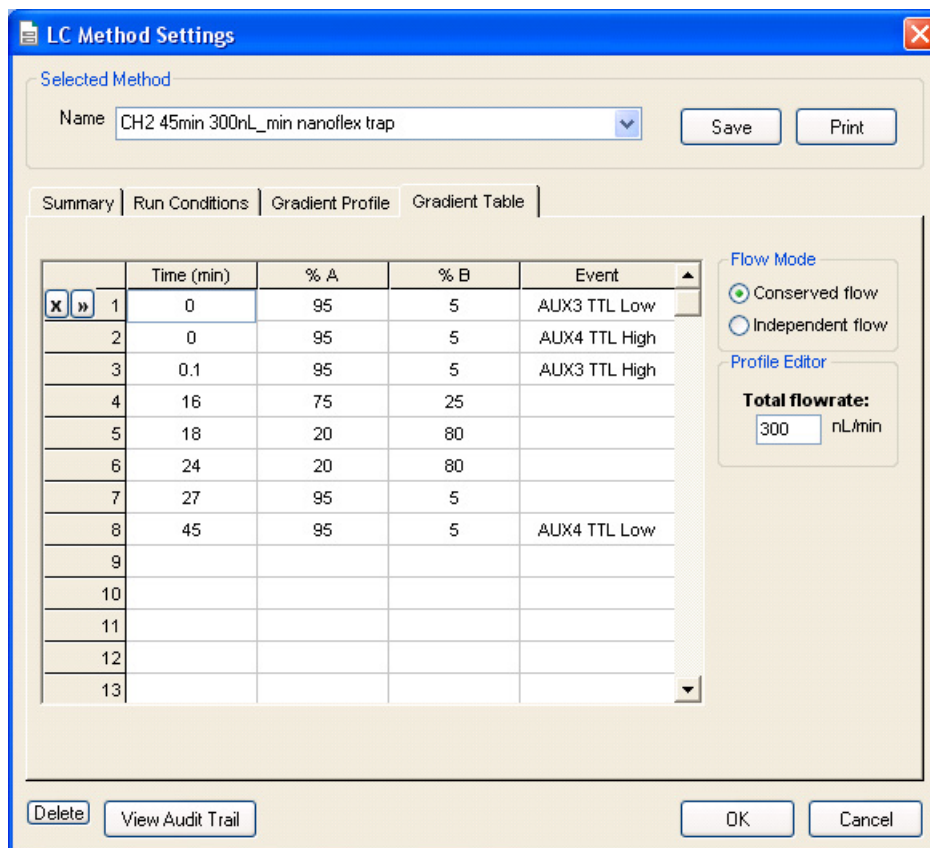 LC Method Settings
Selected Method
Name CH2 45min 300nL_min nanoflex trap Save Print
Summary Run Conditions Gradient Profile Gradient Table
Time (min) % A % B Event
x » 1 0 95 5 AUX3 TTL Low
2 0 95 5 AUX4 TTL High
3 0.1 95 5 AUX3 TTL High
4 16 75 25
5 18 20 80
6 24 20 80
7 27 95 5
8 45 95 5 AUX4 TTL Low
9
10
11
12
13
Flow Mode
Conserved flow
Independent flow
Profile Editor
Total flowrate:
300 nL/min
Delete View Audit Trail OK Cancel